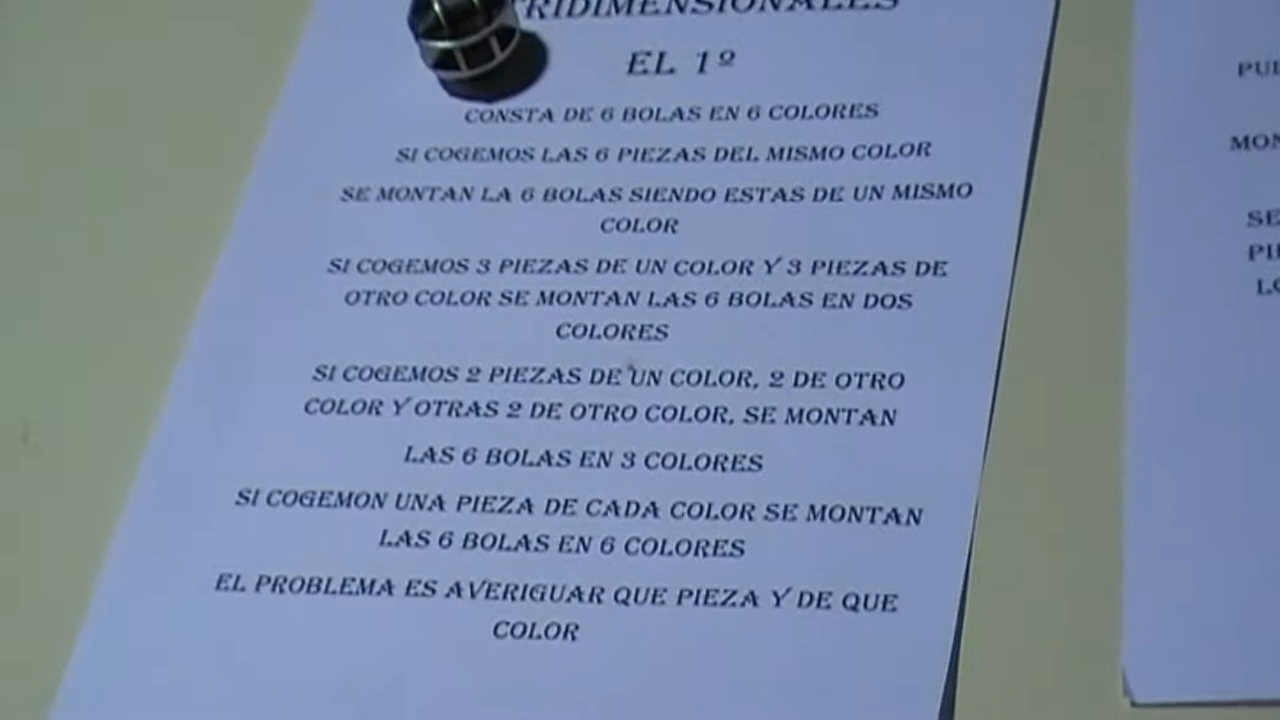 TRIDIMENSIONALES
EL 1º
CONSTA DE 6 BOLAS EN 6 COLORES
SI COGEMOS LAS 6 PIEZAS DEL MISMO COLOR
SE MONTAN LA 6 BOLAS SIENDO ESTAS DE UN MISMO
COLOR
SI COGEMOS 3 PIEZAS DE UN COLOR Y 3 PIEZAS DE
OTRO COLOR SE MONTAN LAS 6 BOLAS EN DOS
COLORES
SI COGEMOS 2 PIEZAS DE UN COLOR, 2 DE OTRO
COLOR Y OTRAS 2 DE OTRO COLOR, SE MONTAN
LAS 6 BOLAS EN 3 COLORES
SI COGEMON UNA PIEZA DE CADA COLOR SE MONTAN
LAS 6 BOLAS EN 6 COLORES
EL PROBLEMA ES AVERIGUAR QUE PIEZA Y DE QUE
COLOR